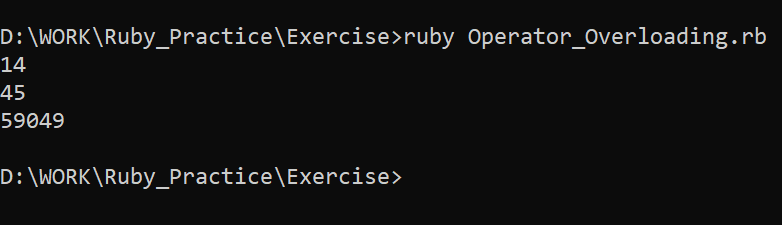 D:\WORK\Ruby_Practice\Exercise>ruby Operator_Overloading.rb
14
45
59049
D:\WORK\Ruby_Practice\Exercise>